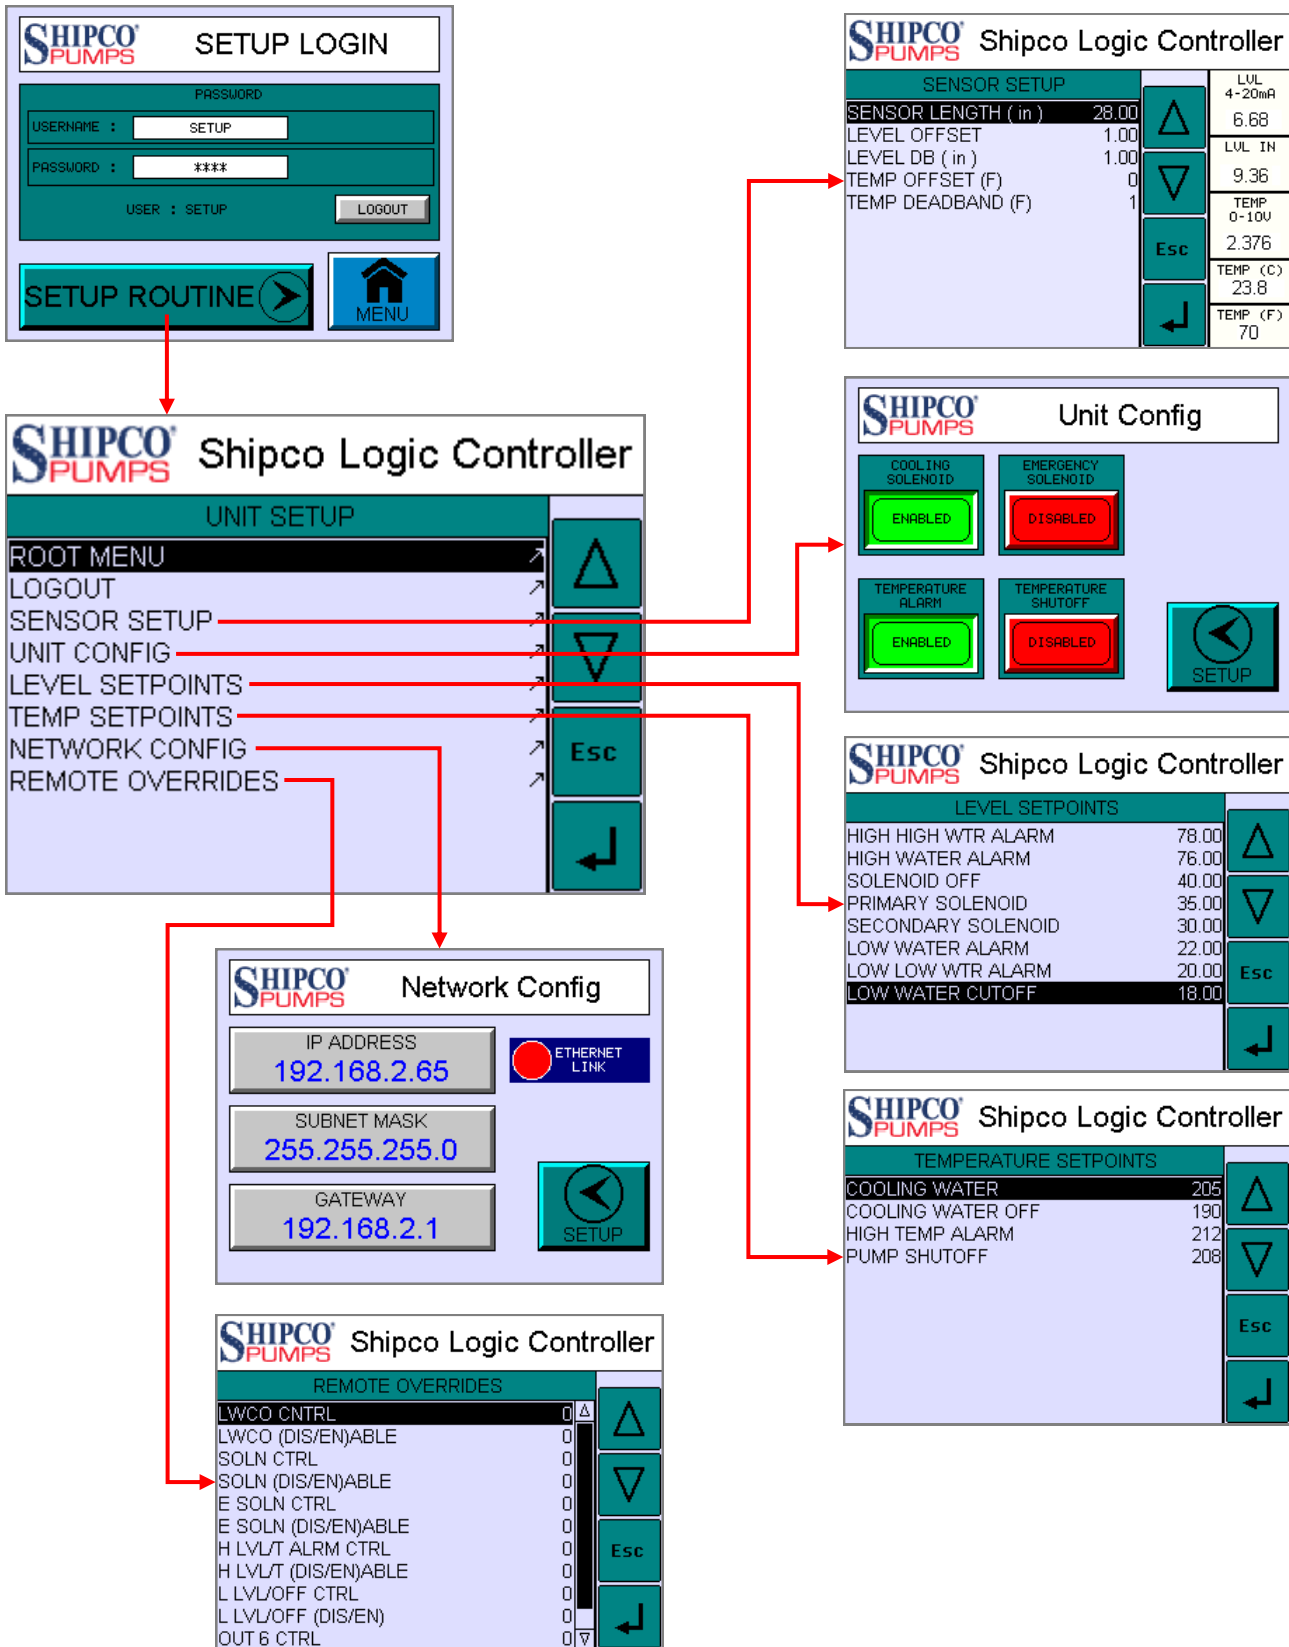 SHIPCO PUMPS SETUP LOGIN
PASSWORD
USERNAME : SETUP
PASSWORD : ****
USER : SETUP LOGOUT
SETUP ROUTINE
MENU
SHIPCO PUMPS Shipco Logic Controller
UNIT SETUP
ROOT MENU
LOGOUT
SENSOR SETUP
UNIT CONFIG
LEVEL SETPOINTS
TEMP SETPOINTS
NETWORK CONFIG
REMOTE OVERRIDES
Esc
SHIPCO PUMPS Network Config
IP ADDRESS
192.168.2.65
ETHERNET
LINK
SUBNET MASK
255.255.255.0
GATEWAY
192.168.2.1
SETUP
SHIPCO PUMPS Shipco Logic Controller
REMOTE OVERRIDES
LWCO CNTRL 0
LWCO (DIS/EN)ABLE 0
SOLN CTRL 0
SOLN (DIS/EN)ABLE 0
E SOLN CTRL 0
E SOLN (DIS/EN)ABLE 0
H LVL/T ALRM CTRL 0
H LVL/T (DIS/EN)ABLE 0
L LVL/OFF CTRL 0
L LVL/OFF (DIS/EN) 0
OUT 6 CTRL 0
Esc
SHIPCO PUMPS Shipco Logic Controller
SENSOR SETUP
SENSOR LENGTH ( in ) 28.00
LEVEL OFFSET 1.00
LEVEL DB ( in ) 1.00
TEMP OFFSET (F) 0
TEMP DEADBAND (F) 1
Esc
LVL
4-20mA
6.68
LVL IN
9.36
TEMP
0-10V
2.376
TEMP (C)
23.8
TEMP (F)
70
SHIPCO PUMPS Unit Config
COOLING
SOLENOID
ENABLED
EMERGENCY
SOLENOID
DISABLED
TEMPERATURE
ALARM
ENABLED
TEMPERATURE
SHUTOFF
DISABLED
SETUP
SHIPCO PUMPS Shipco Logic Controller
LEVEL SETPOINTS
HIGH HIGH WTR ALARM 78.00
HIGH WATER ALARM 76.00
SOLENOID OFF 40.00
PRIMARY SOLENOID 35.00
SECONDARY SOLENOID 30.00
LOW WATER ALARM 22.00
LOW LOW WTR ALARM 20.00
LOW WATER CUTOFF 18.00
Esc
SHIPCO PUMPS Shipco Logic Controller
TEMPERATURE SETPOINTS
COOLING WATER 205
COOLING WATER OFF 190
HIGH TEMP ALARM 212
PUMP SHUTOFF 208
Esc